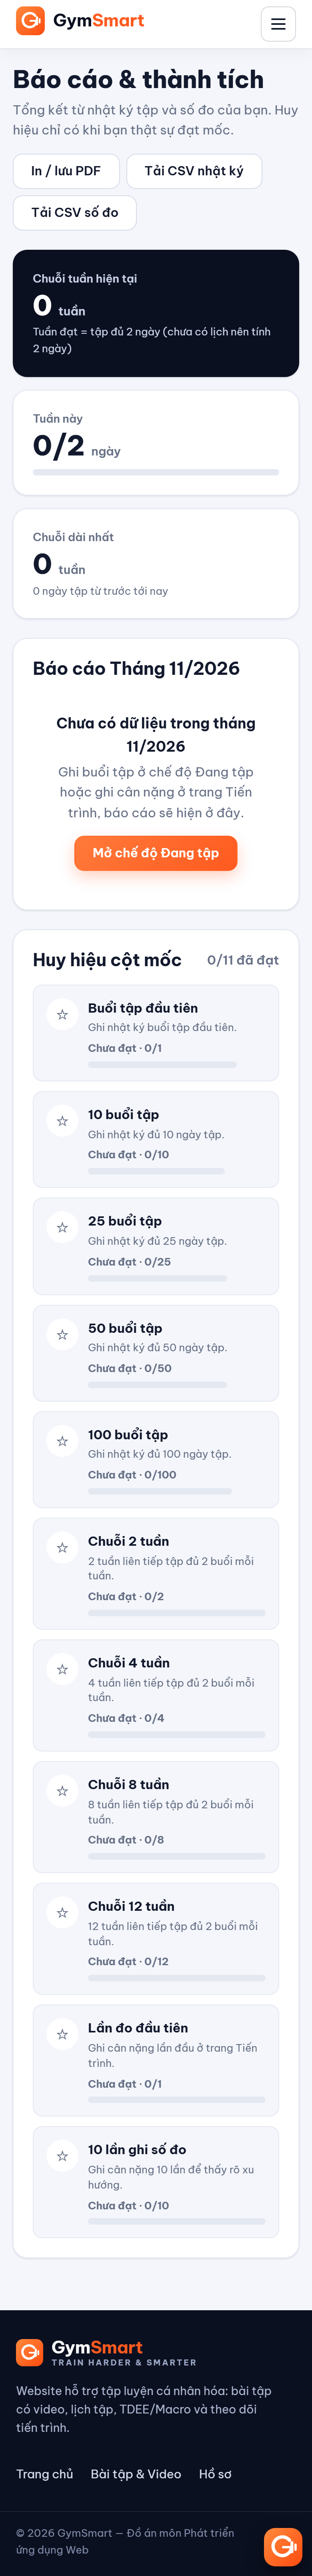 GymSmart
Báo cáo & thành tích
Tổng kết từ nhật ký tập và số đo của bạn. Huy
hiệu chỉ có khi bạn thật sự đạt mốc.
In / lưu PDF
Tải CSV nhật ký
Tải CSV số đo
Chuỗi tuần hiện tại
0 tuần
Tuần đạt = tập đủ 2 ngày (chưa có lịch nên tính
2 ngày)
Tuần này
0/2 ngày
Chuỗi dài nhất
0 tuần
0 ngày tập từ trước tới nay
Báo cáo Tháng 11/2026
Chưa có dữ liệu trong tháng
11/2026
Ghi buổi tập ở chế độ Đang tập
hoặc ghi cân nặng ở trang Tiến
trình, báo cáo sẽ hiện ở đây.
Mở chế độ Đang tập
Huy hiệu cột mốc
0/11 đã đạt
Buổi tập đầu tiên
Ghi nhật ký buổi tập đầu tiên.
Chưa đạt · 0/1
10 buổi tập
Ghi nhật ký đủ 10 ngày tập.
Chưa đạt · 0/10
25 buổi tập
Ghi nhật ký đủ 25 ngày tập.
Chưa đạt · 0/25
50 buổi tập
Ghi nhật ký đủ 50 ngày tập.
Chưa đạt · 0/50
100 buổi tập
Ghi nhật ký đủ 100 ngày tập.
Chưa đạt · 0/100
Chuỗi 2 tuần
2 tuần liên tiếp tập đủ 2 buổi mỗi
tuần.
Chưa đạt · 0/2
Chuỗi 4 tuần
4 tuần liên tiếp tập đủ 2 buổi mỗi
tuần.
Chưa đạt · 0/4
Chuỗi 8 tuần
8 tuần liên tiếp tập đủ 2 buổi mỗi
tuần.
Chưa đạt · 0/8
Chuỗi 12 tuần
12 tuần liên tiếp tập đủ 2 buổi mỗi
tuần.
Chưa đạt · 0/12
Lần đo đầu tiên
Ghi cân nặng lần đầu ở trang Tiến
trình.
Chưa đạt · 0/1
10 lần ghi số đo
Ghi cân nặng 10 lần để thấy rõ xu
hướng.
Chưa đạt · 0/10
GymSmart
TRAIN HARDER & SMARTER
Website hỗ trợ tập luyện cá nhân hóa: bài tập
có video, lịch tập, TDEE/Macro và theo dõi
tiến trình.
Trang chủ
Bài tập & Video
Hồ sơ
© 2026 GymSmart — Đồ án môn Phát triển
ứng dụng Web